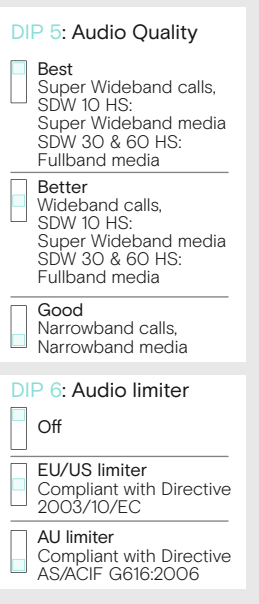 DIP 5: Audio Quality
Best
Super Wideband calls,
SDW 10 HS:
Super Wideband media
SDW 30 & 60 HS:
Fullband media
Better
Wideband calls,
SDW 10 HS:
Super Wideband media
SDW 30 & 60 HS:
Fullband media
Good
Narrowband calls,
Narrowband media
DIP 6: Audio limiter
Off
EU/US limiter
Compliant with Directive
2003/10/EC
AU limiter
Compliant with Directive
AS/ACIF G616:2006